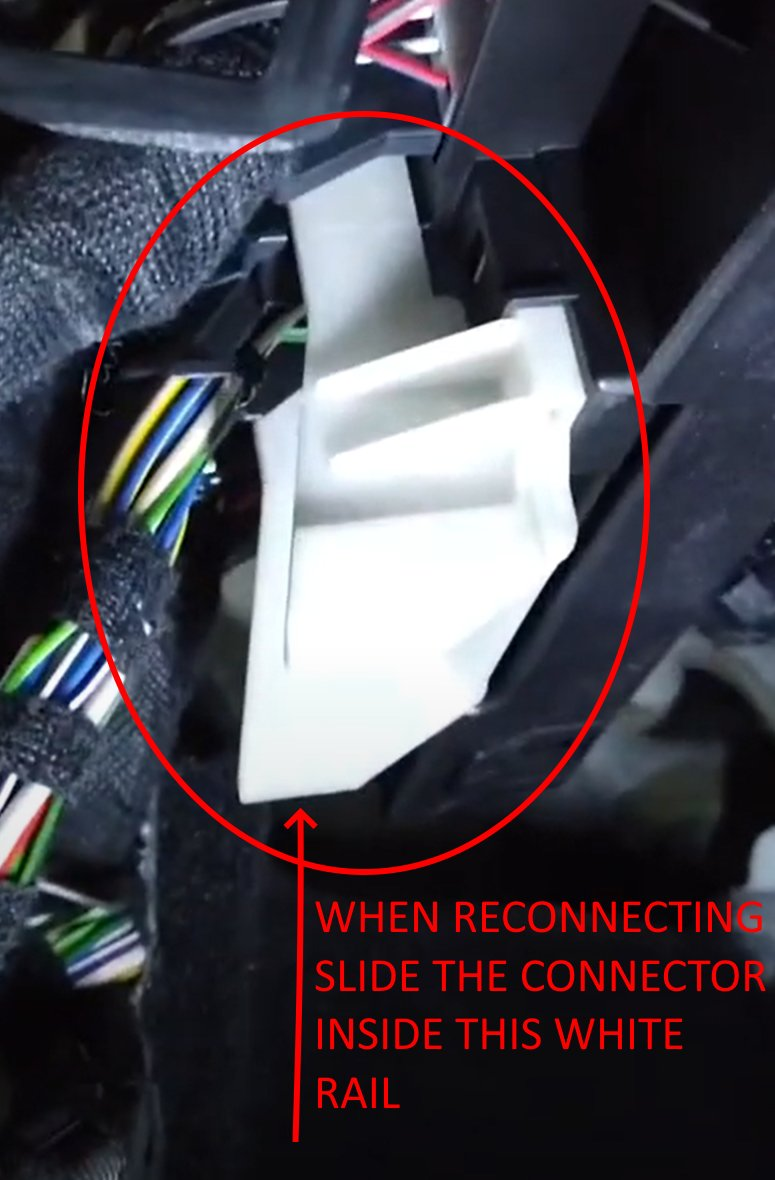 WHEN RECONNECTING
SLIDE THE CONNECTOR
INSIDE THIS WHITE
RAIL